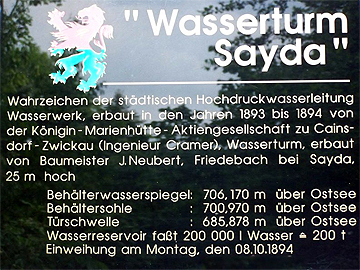 "Wasserturm
Sayda"
Wahrzeichen der städtischen Hochdruckwasserleitung
Wasserwerk, erbaut in den Jahren 1893 bis 1894 von
der Königin-Marienhütte-Aktiengesellschaft zu Cains-
dorf-Zwickau (Ingenieur Cramer), Wasserturm, erbaut
von Baumeister J. Neubert, Friedebach bei Sayda,
25 m hoch
Behälterwasserspiegel: 706,170 m über Ostsee
Behältersohle : 700,970 m über Ostsee
Türschwelle : 685,878 m über Ostsee
Wasserreservoir faßt 200 000 l Wasser ≙ 200 t
Einweihung am Montag, den 08.10.1894